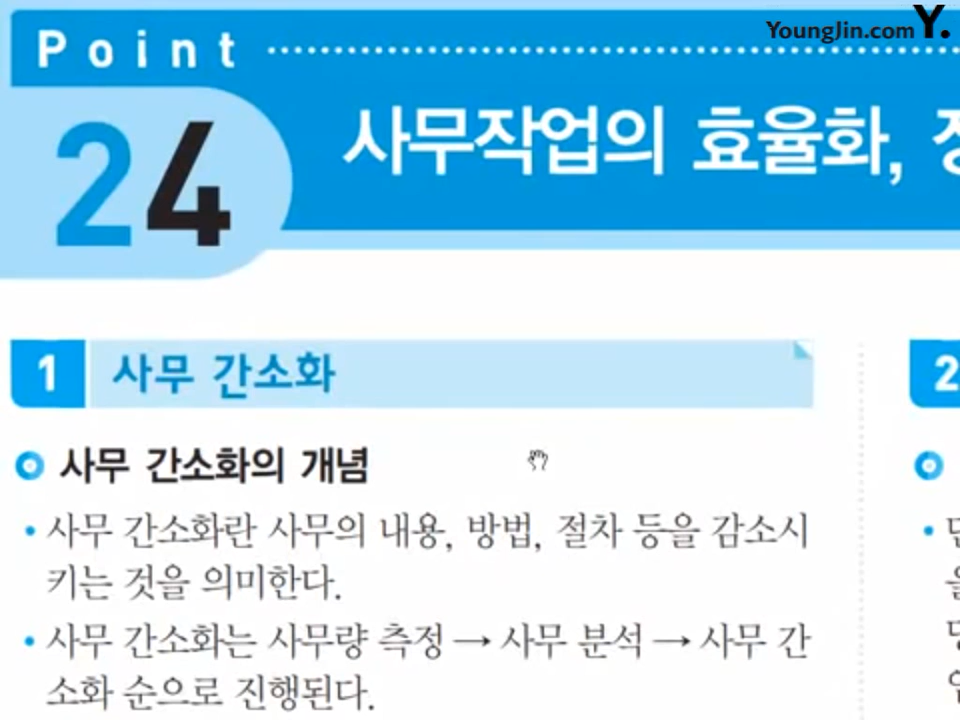 YoungJin.com Y.
Point
24
사무작업의 효율화,
1 사무 간소화
사무 간소화의 개념
• 사무 간소화란 사무의 내용, 방법, 절차 등을 감소시
키는 것을 의미한다.
• 사무 간소화는 사무량 측정 → 사무 분석 → 사무 간
소화 순으로 진행된다.
2